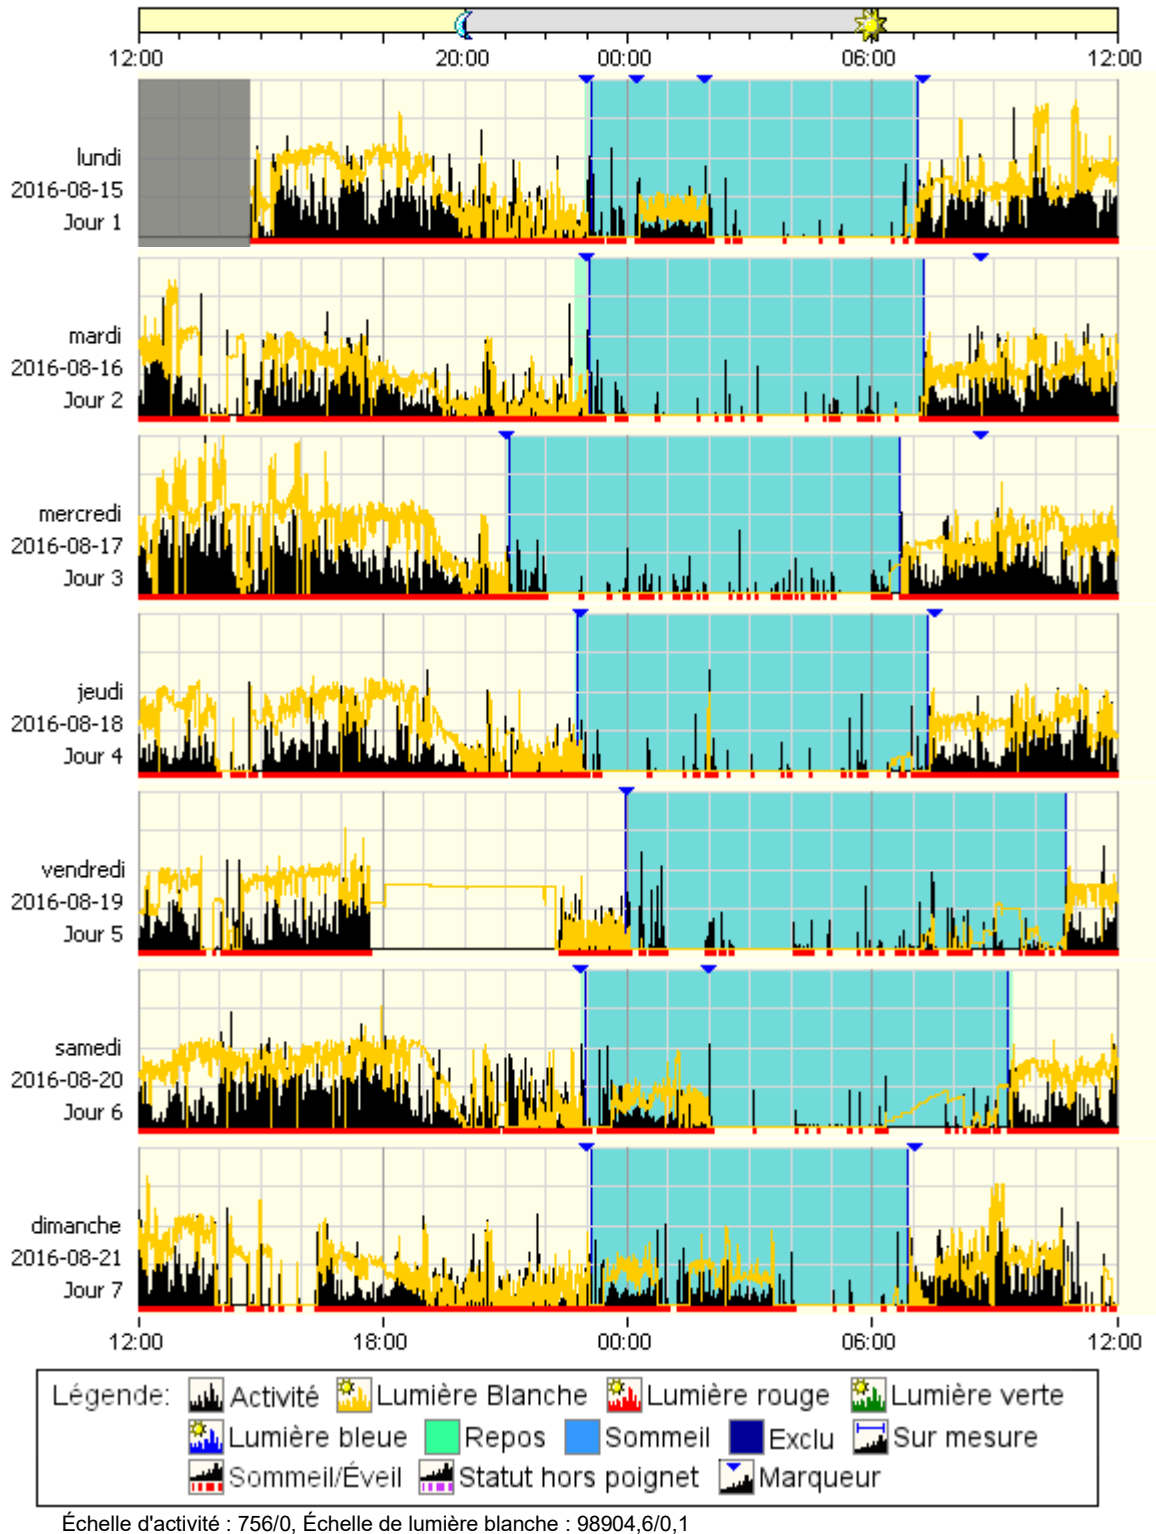 12:00 20:00 00:00 06:00 12:00
lundi
2016-08-15
Jour 1
mardi
2016-08-16
Jour 2
mercredi
2016-08-17
Jour 3
jeudi
2016-08-18
Jour 4
vendredi
2016-08-19
Jour 5
samedi
2016-08-20
Jour 6
dimanche
2016-08-21
Jour 7
12:00 18:00 00:00 06:00 12:00
Légende: Activité Lumière Blanche Lumière rouge Lumière verte
Lumière bleue Repos Sommeil Exclu Sur mesure
Sommeil/Éveil Statut hors poignet Marqueur
Échelle d'activité : 756/0, Échelle de lumière blanche : 98904,6/0,1